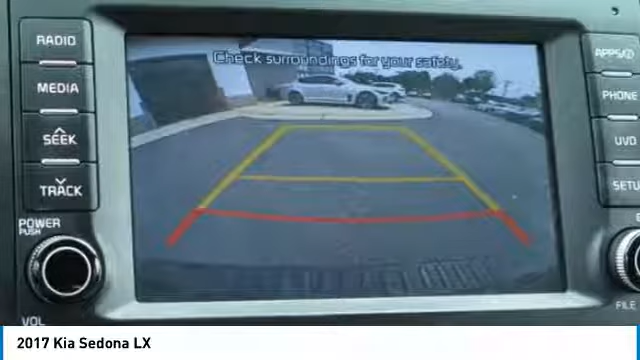 Check surroundings for your safety.
RADIO
MEDIA
SEEK
TRACK
POWER
PUSH
VOL
APPS
PHONE
UVO
SETU
FILE
2017 Kia Sedona LX